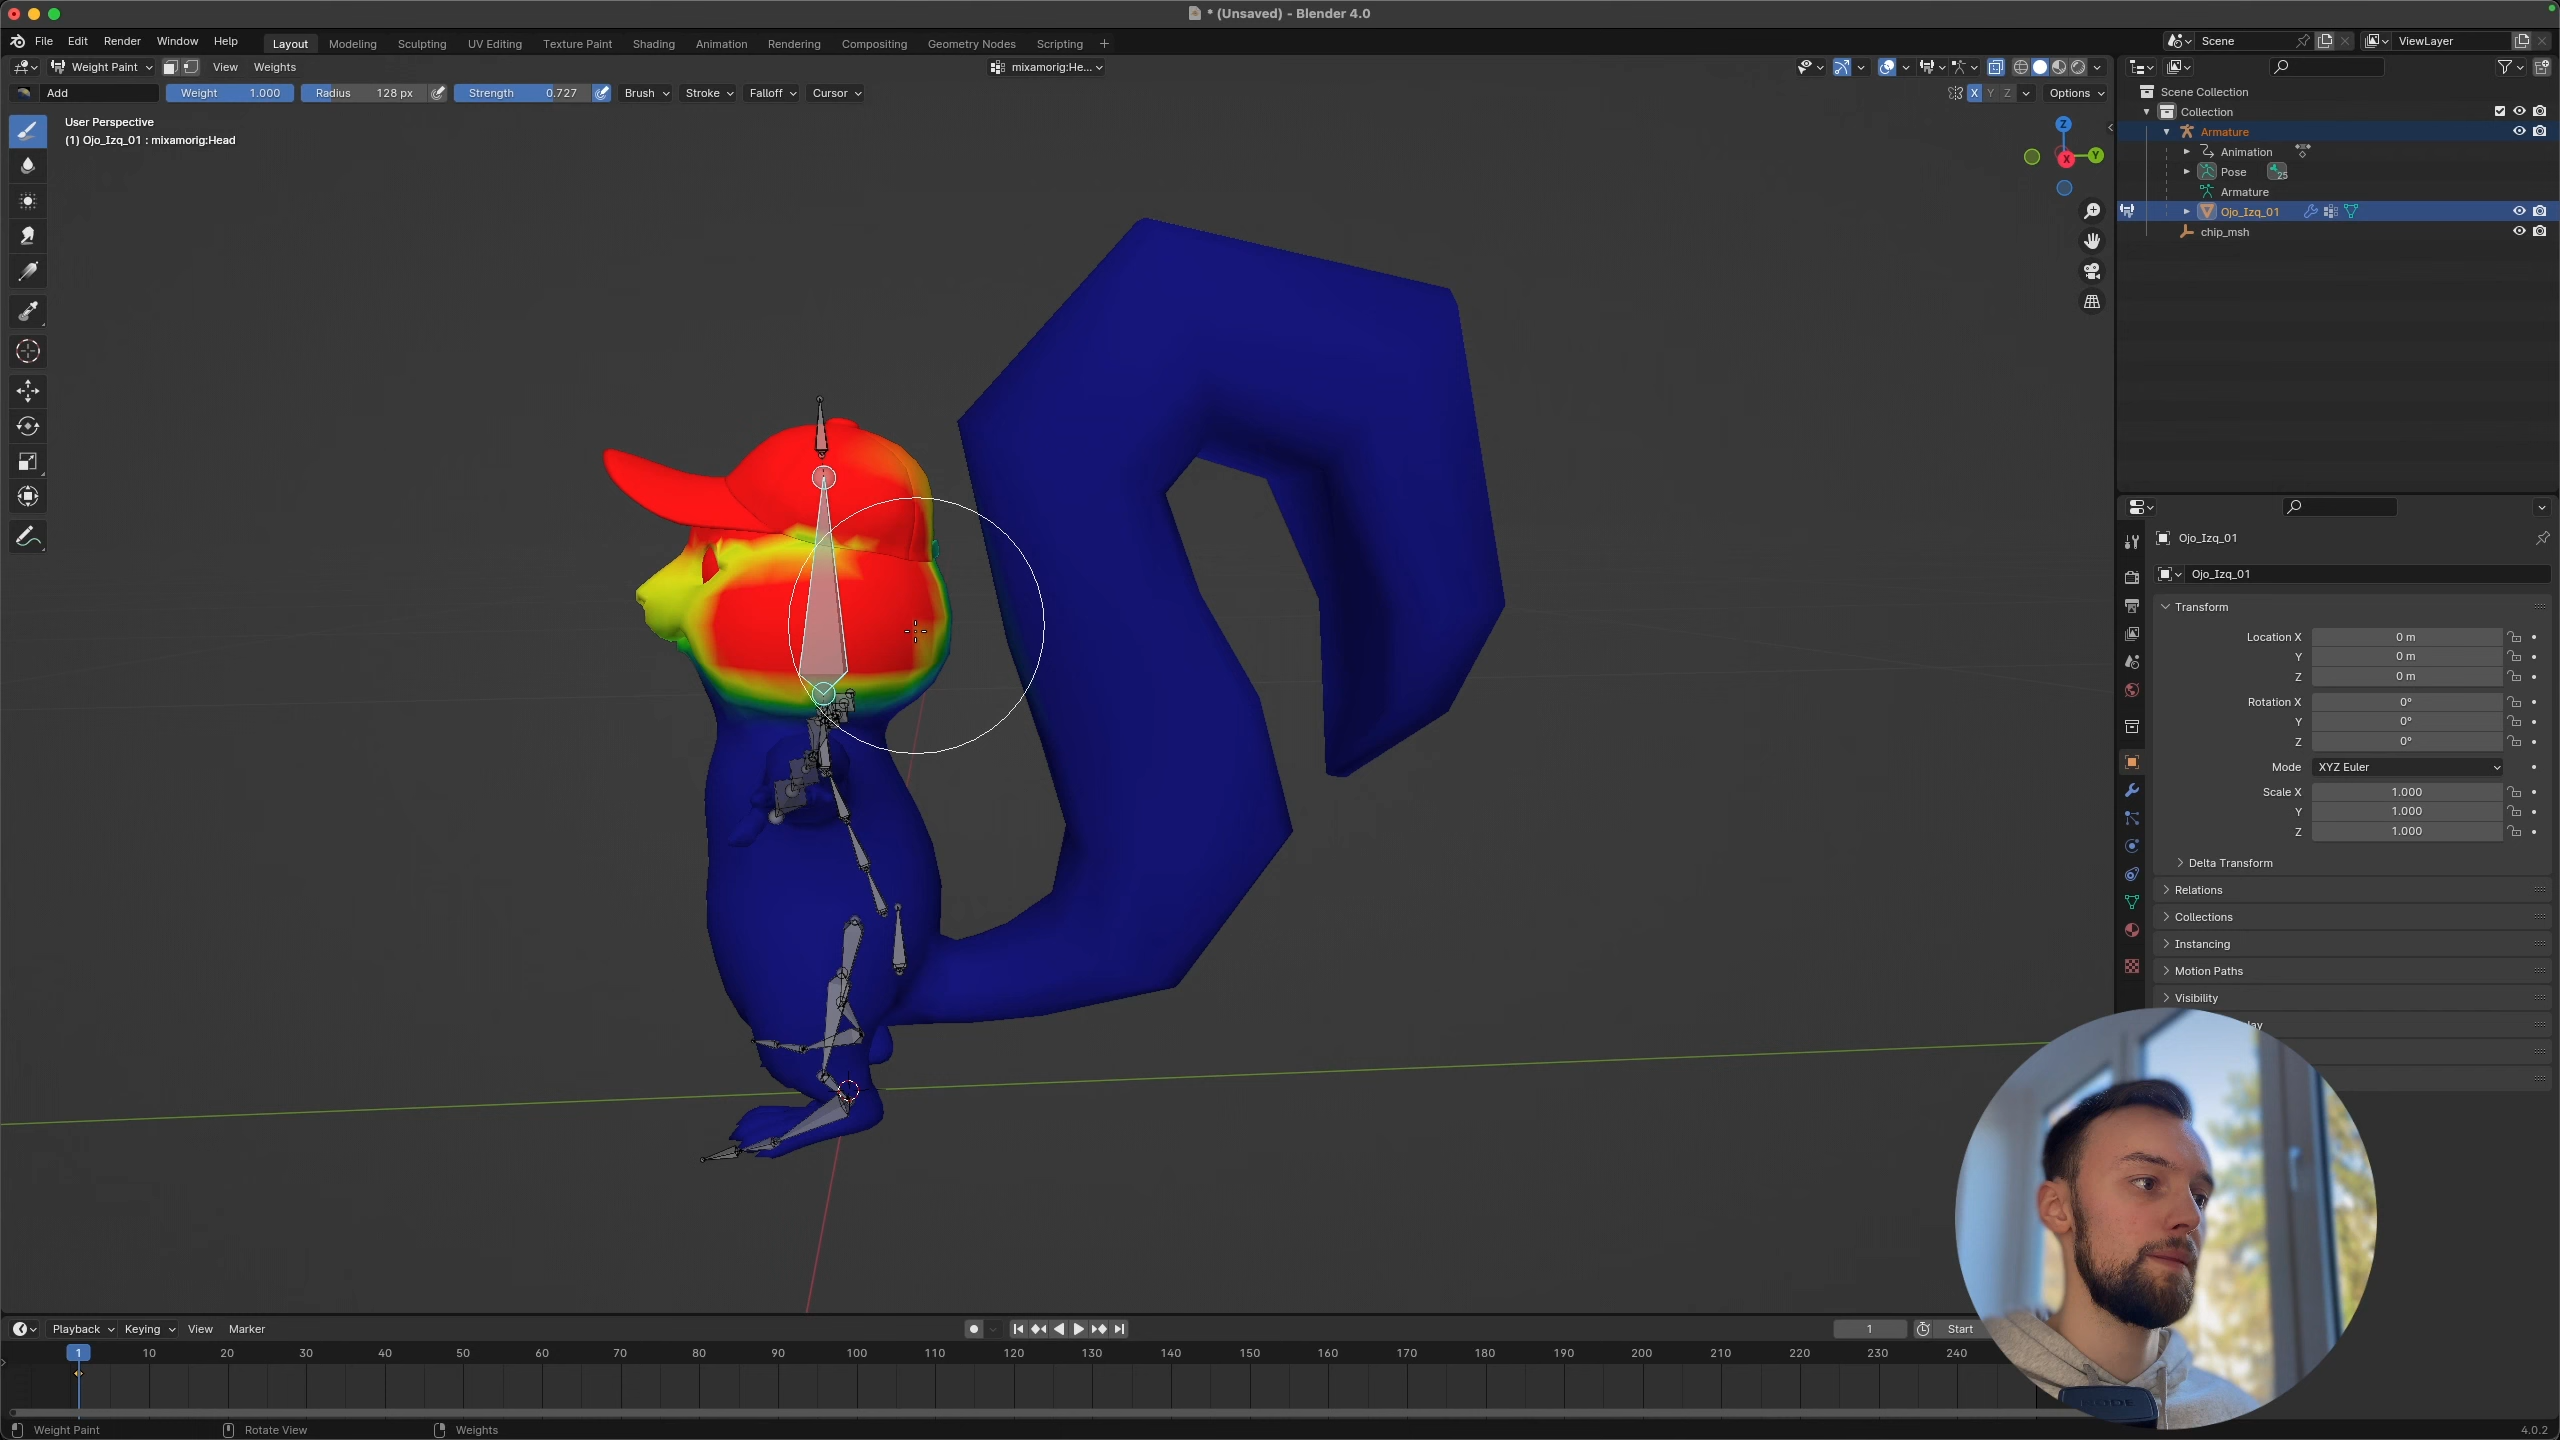 * (Unsaved) - Blender 4.0
File Edit Render Window Help Layout Modeling Sculpting UV Editing Texture Paint Shading Animation Rendering Compositing Geometry Nodes Scripting + Scene ViewLayer
Weight Paint View Weights mixamorig:He...
Add Weight 1.000 Radius 128 px Strength 0.727 Brush Stroke Falloff Cursor X Y Z Options
User Perspective
(1) Ojo_Izq_01 : mixamorig:Head
Z
Y
X
Scene Collection
Collection
Armature
Animation
Pose 25
Armature
Ojo_Izq_01
chip_msh
Ojo_Izq_01
Ojo_Izq_01
Transform
Location X 0 m
Y 0 m
Z 0 m
Rotation X 0°
Y 0°
Z 0°
Mode XYZ Euler
Scale X 1.000
Y 1.000
Z 1.000
Delta Transform
Relations
Collections
Instancing
Motion Paths
Visibility
Playback Keying View Marker 1 Start
1 10 20 30 40 50 60 70 80 90 100 110 120 130 140 150 160 170 180 190 200 210 220 230 240
Weight Paint Rotate View Weights 4.0.2